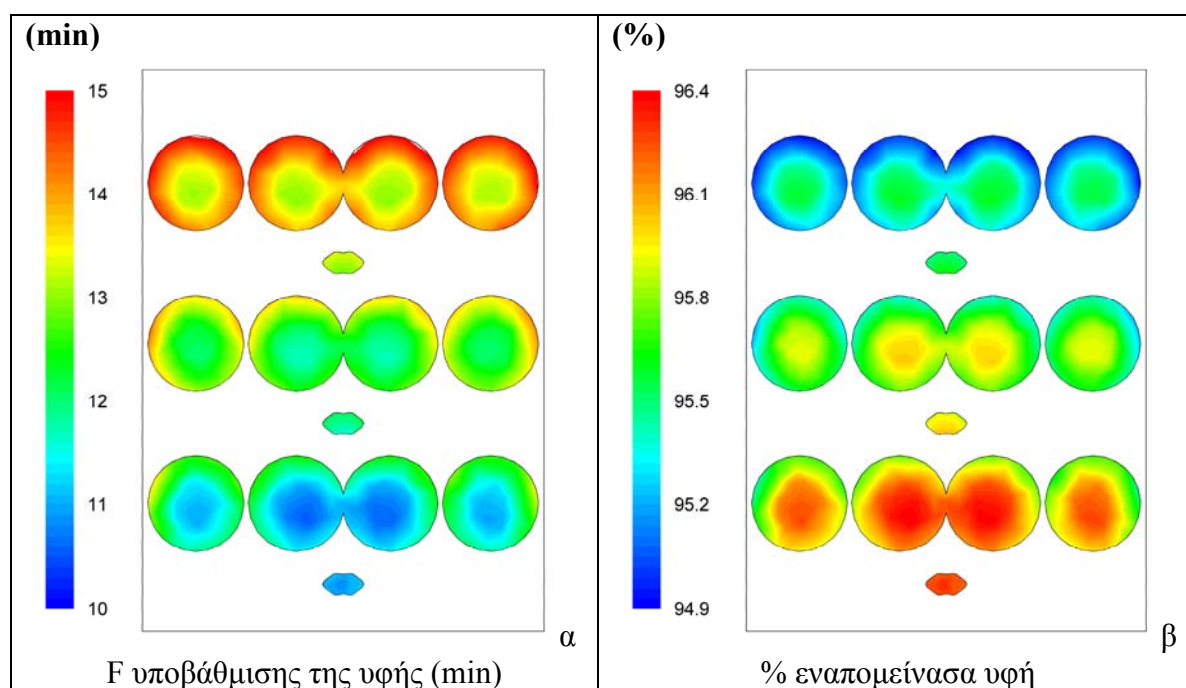 (min)
15
14
13
12
11
10
α
F υποβάθμισης της υφής (min)
(%)
96.4
96.1
95.8
95.5
95.2
94.9
β
% εναπομείνασα υφή